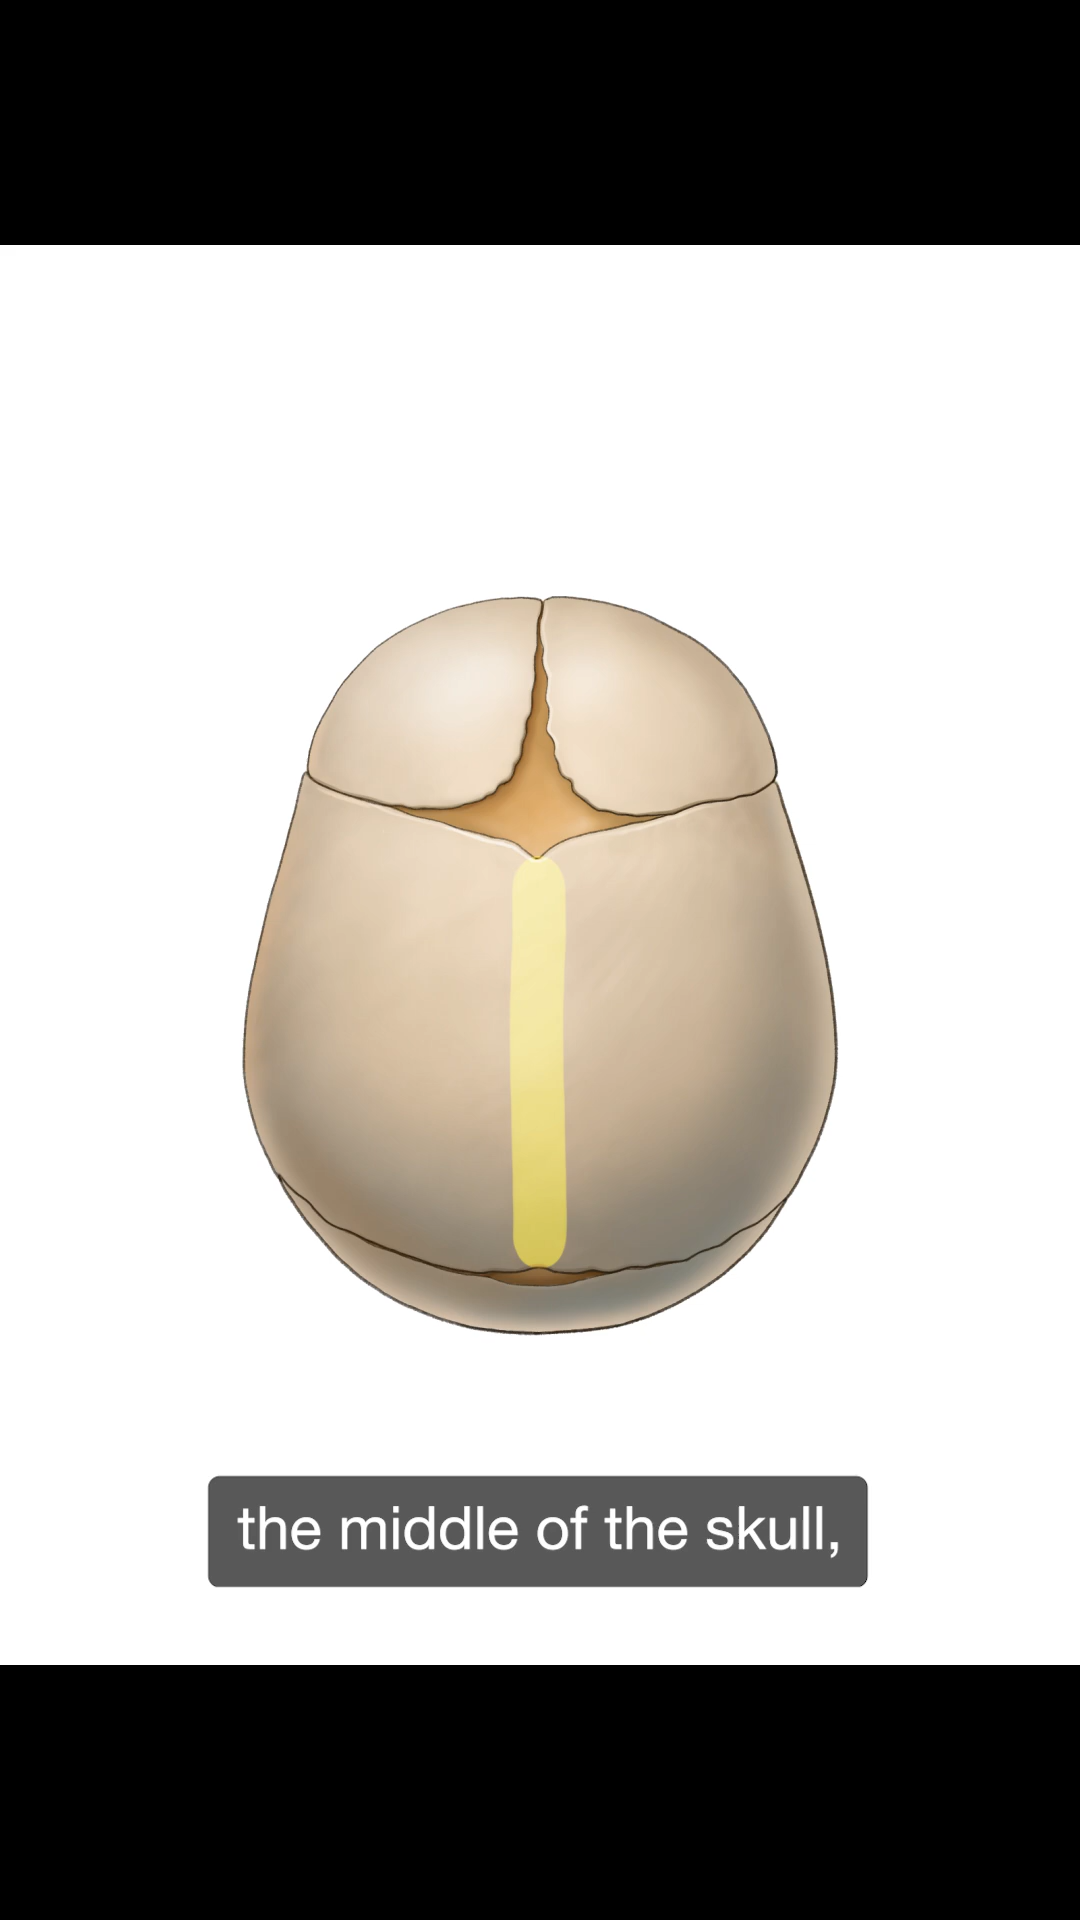 the middle of the skull,